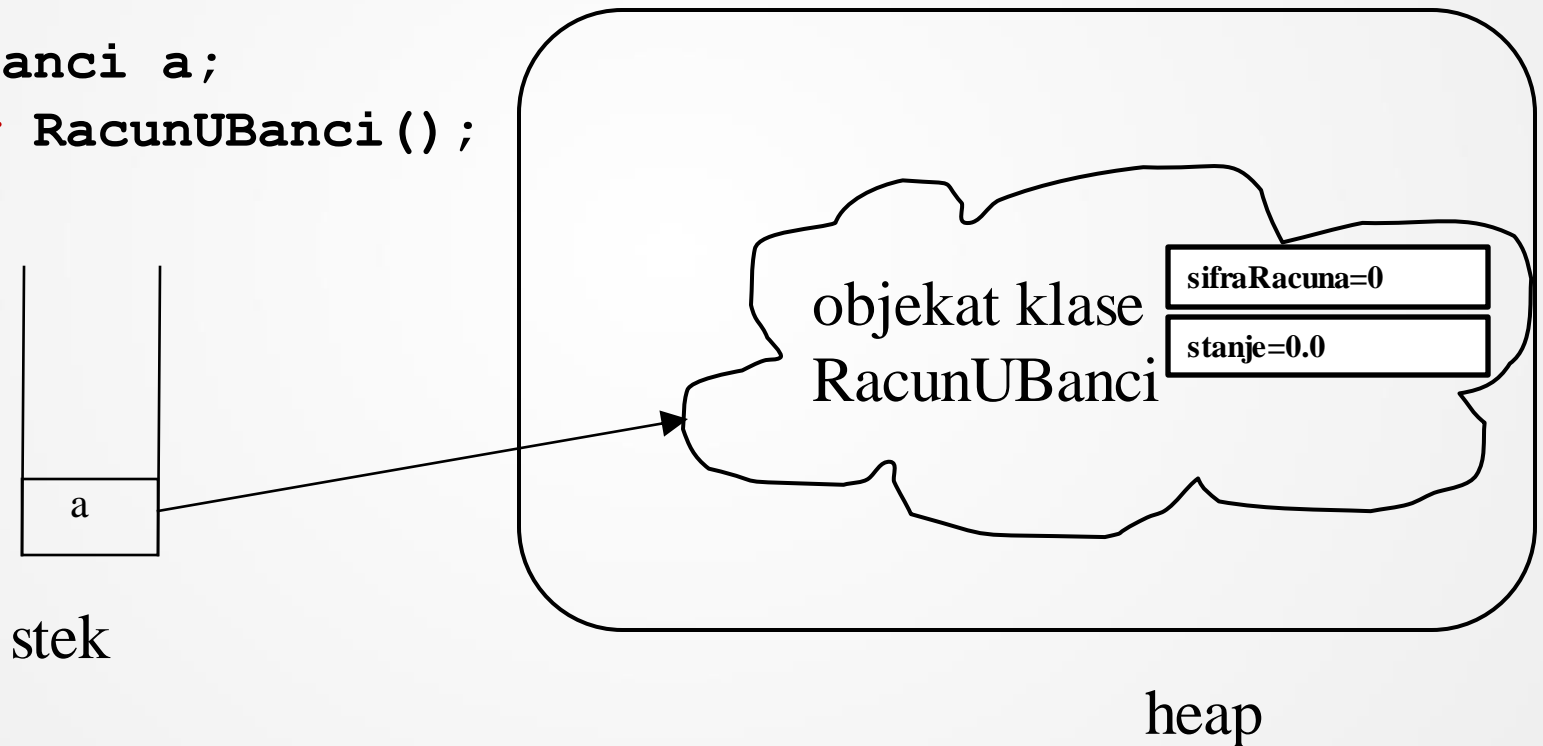 anci a;
RacunUBanci();
objekat klase
RacunUBanci
sifraRacuna=0
stanje=0.0
a
stek
heap